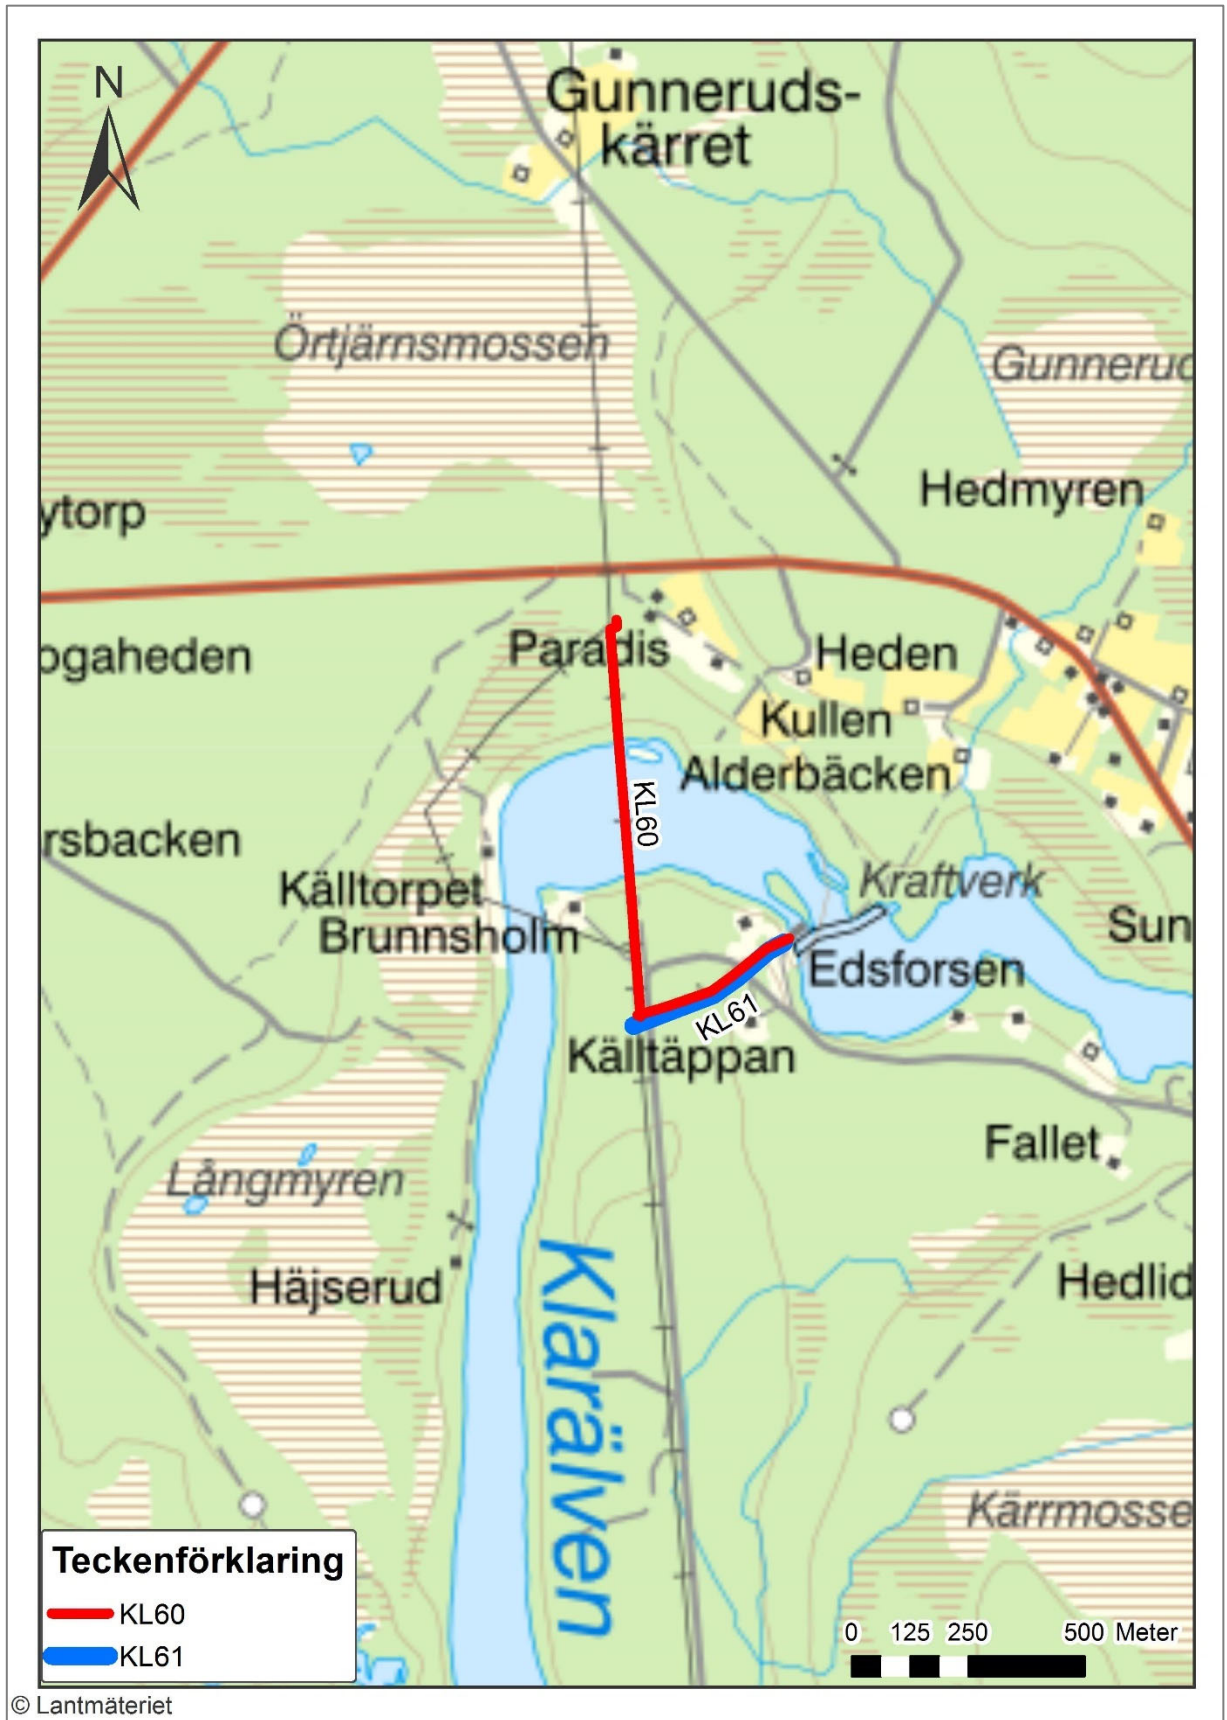 N
Gunneruds-
kärret
Örtjärnsmossen
Gunnerud
Hedmyren
ytorp
Paradis
Heden
ogaheden
Kullen
Alderbäcken
KL60
rsbacken
Kraftverk
Källtorpet
Brunnsholm
Sun
Edsforsen
KL61
Källtäppan
Fallet
Långmyren
Häjserud
Hedlid
Klarälven
Kärrmosse
Teckenförklaring
KL60
KL61
0 125 250 500 Meter
© Lantmäteriet